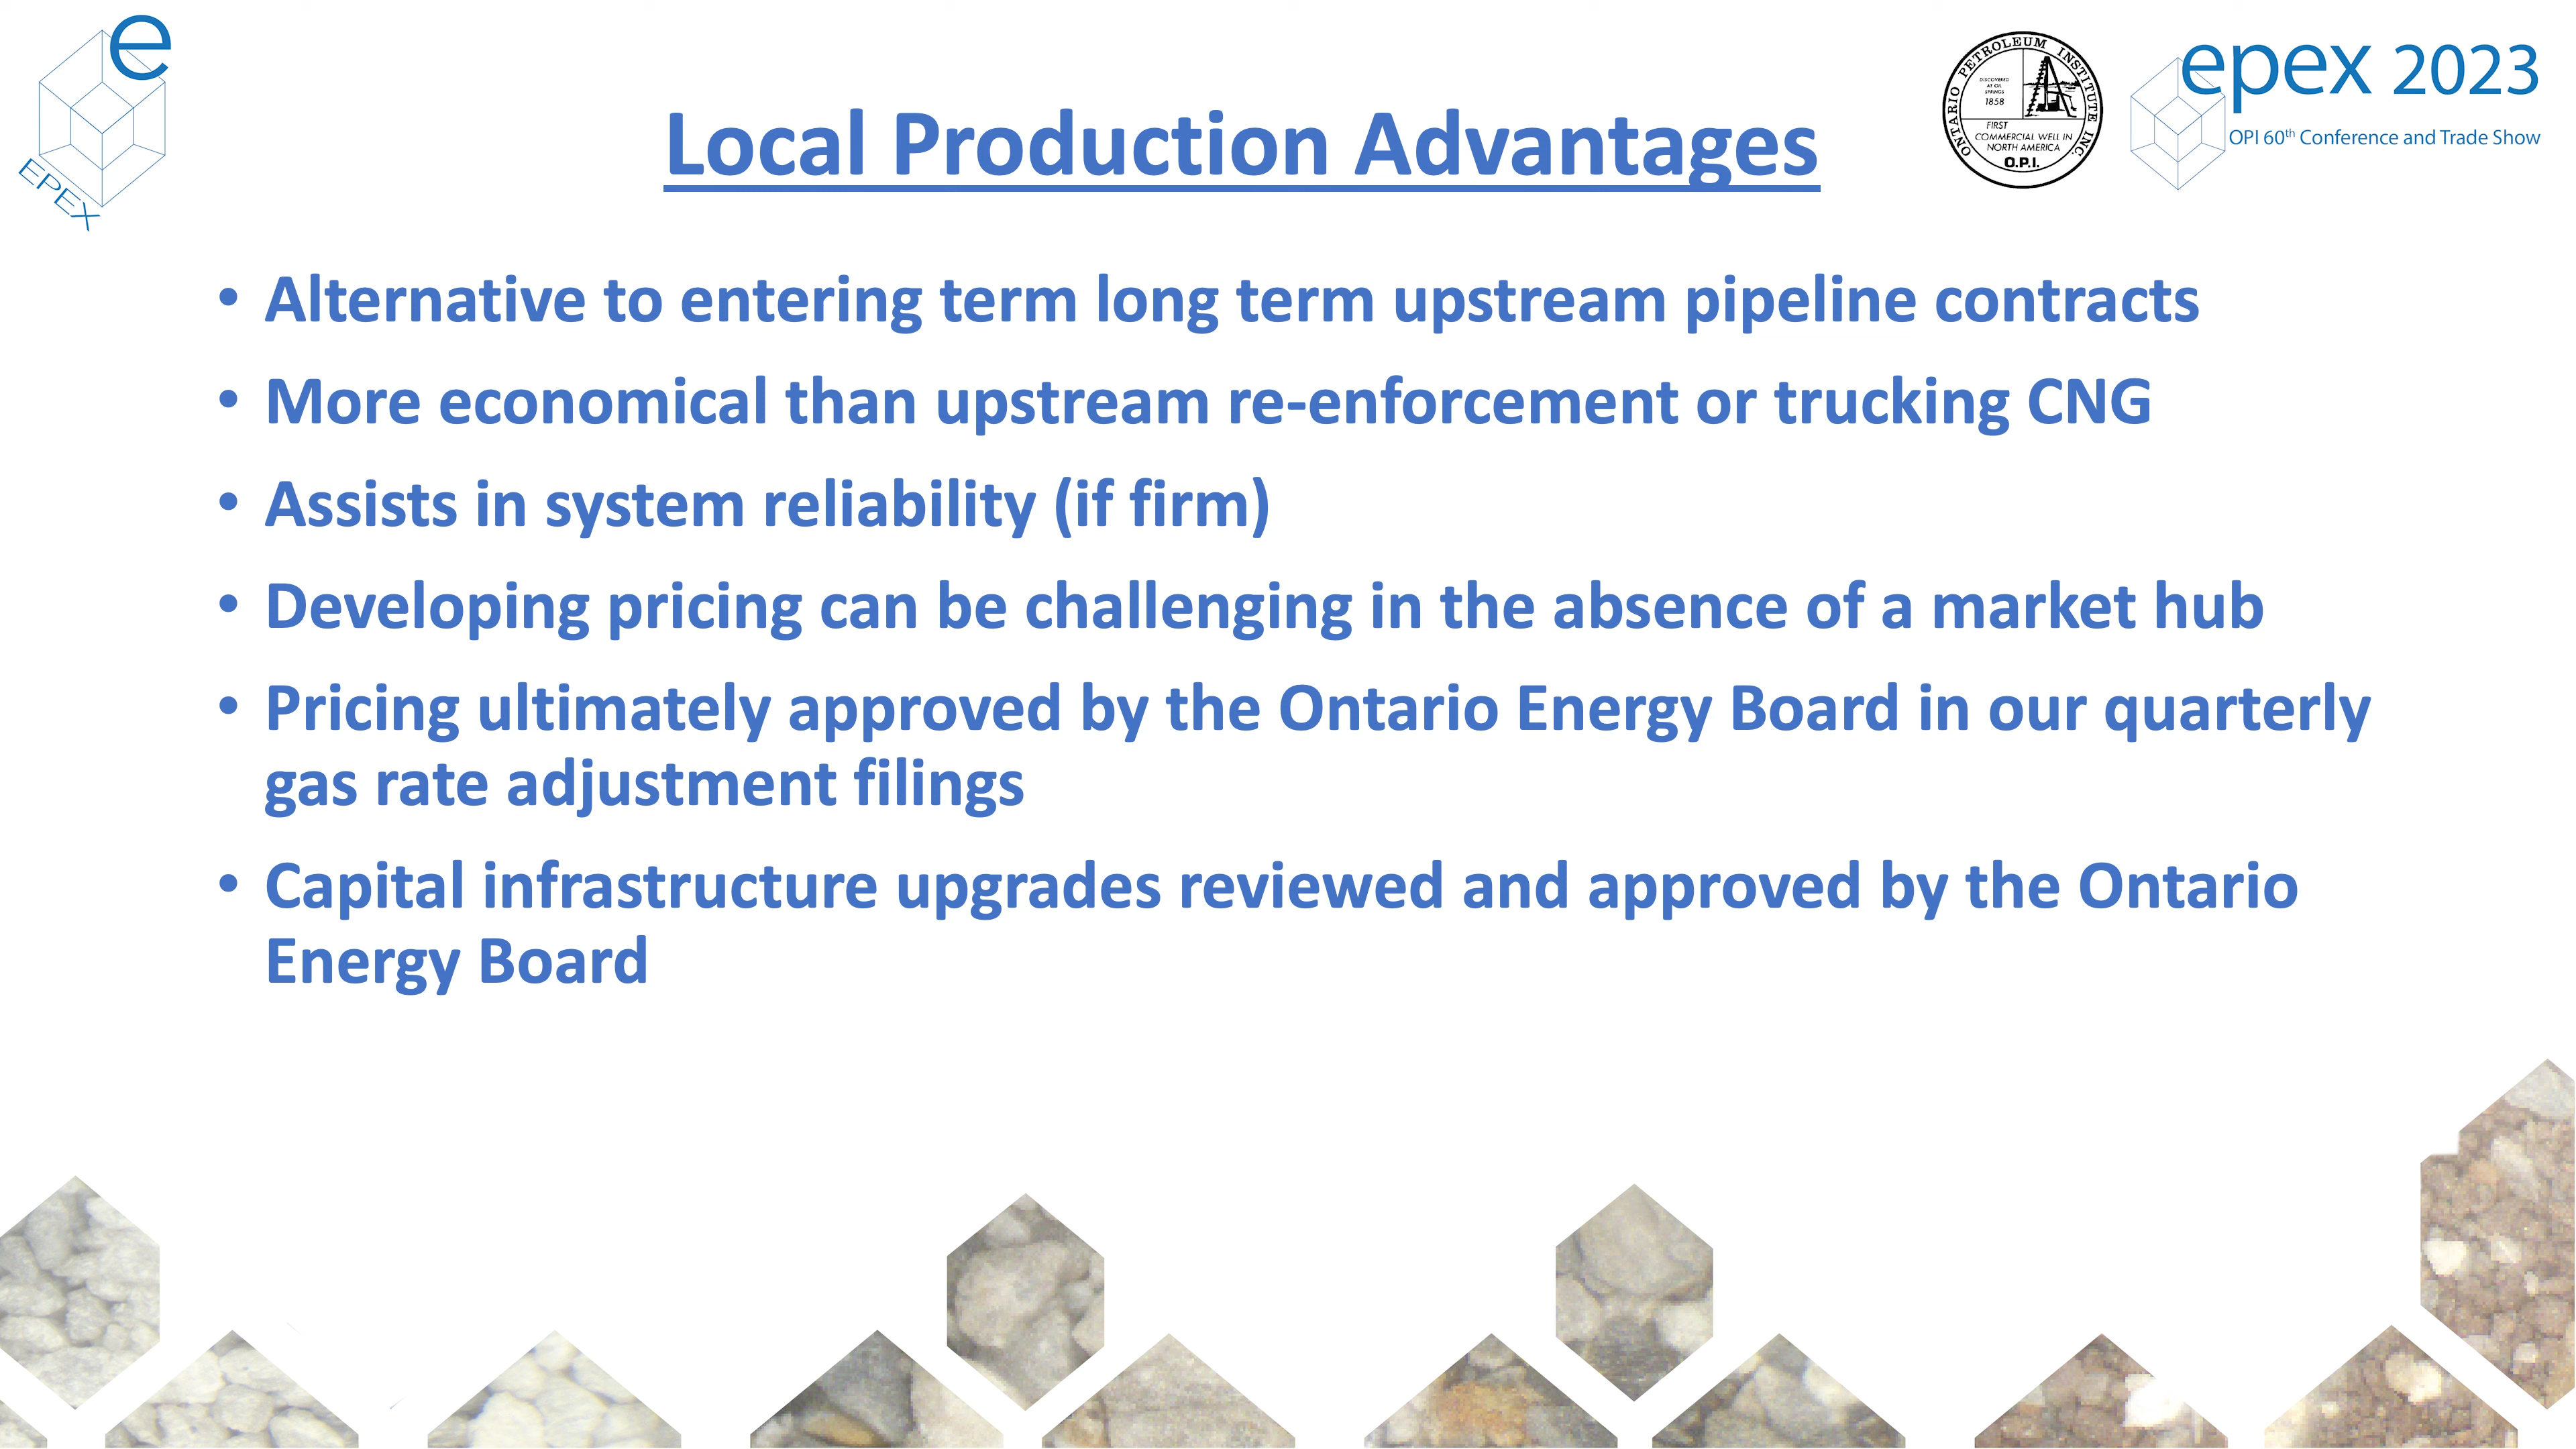 e
EPEX
Local Production Advantages
ONTARIO PETROLEUM INSTITUTE INC.
DISCOVERED
AT OIL
SPRINGS
1858
FIRST
COMMERCIAL WELL IN
NORTH AMERICA
O.P.I.
epex 2023
OPI 60th Conference and Trade Show
• Alternative to entering term long term upstream pipeline contracts
• More economical than upstream re-enforcement or trucking CNG
• Assists in system reliability (if firm)
• Developing pricing can be challenging in the absence of a market hub
• Pricing ultimately approved by the Ontario Energy Board in our quarterly
gas rate adjustment filings
• Capital infrastructure upgrades reviewed and approved by the Ontario
Energy Board